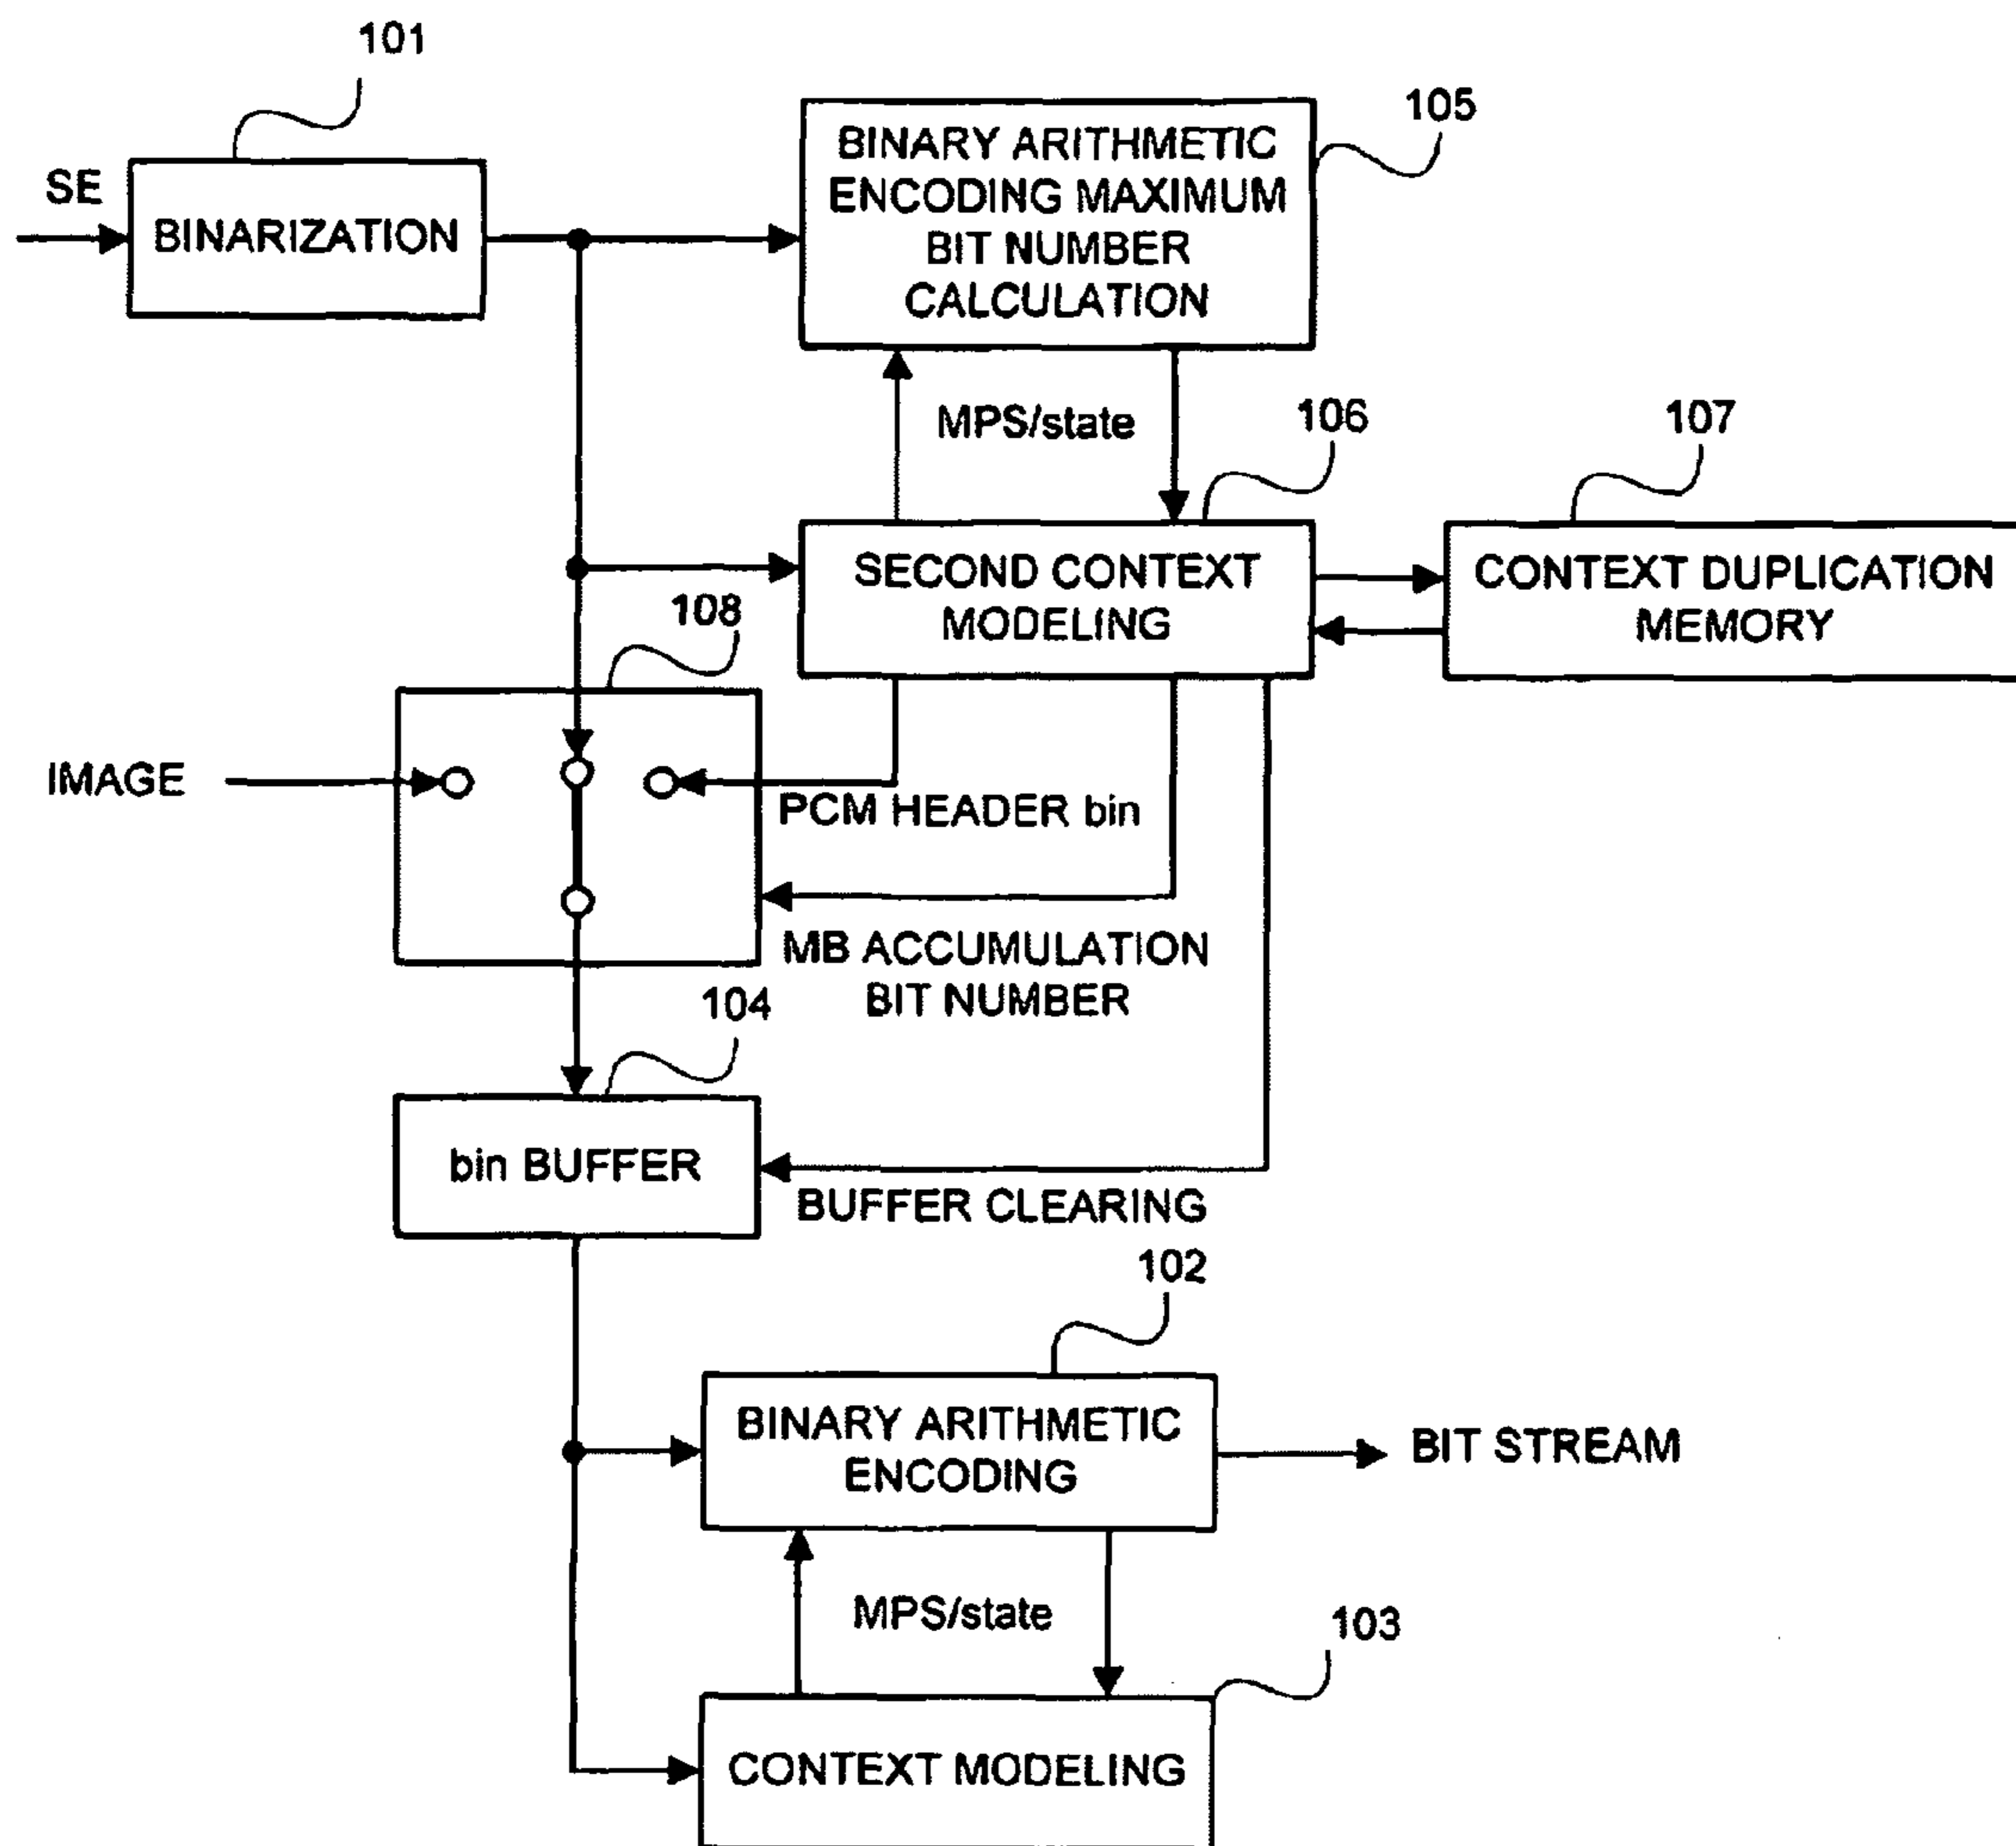 101
SE
BINARIZATION
105
BINARY ARITHMETIC
ENCODING MAXIMUM
BIT NUMBER
CALCULATION
MPS/state
106
107
SECOND CONTEXT
MODELING
CONTEXT DUPLICATION
MEMORY
108
IMAGE
PCM HEADER bin
MB ACCUMULATION
BIT NUMBER
104
bin BUFFER
BUFFER CLEARING
102
BINARY ARITHMETIC
ENCODING
BIT STREAM
MPS/state
103
CONTEXT MODELING